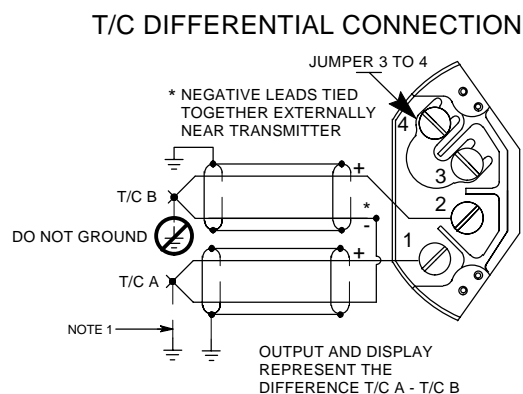 T/C DIFFERENTIAL CONNECTION
JUMPER 3 TO 4
* NEGATIVE LEADS TIED
TOGETHER EXTERNALLY
NEAR TRANSMITTER
4
3
+
T/C B
2
*
-
DO NOT GROUND
1
+
T/C A
NOTE 1
OUTPUT AND DISPLAY
REPRESENT THE
DIFFERENCE T/C A - T/C B